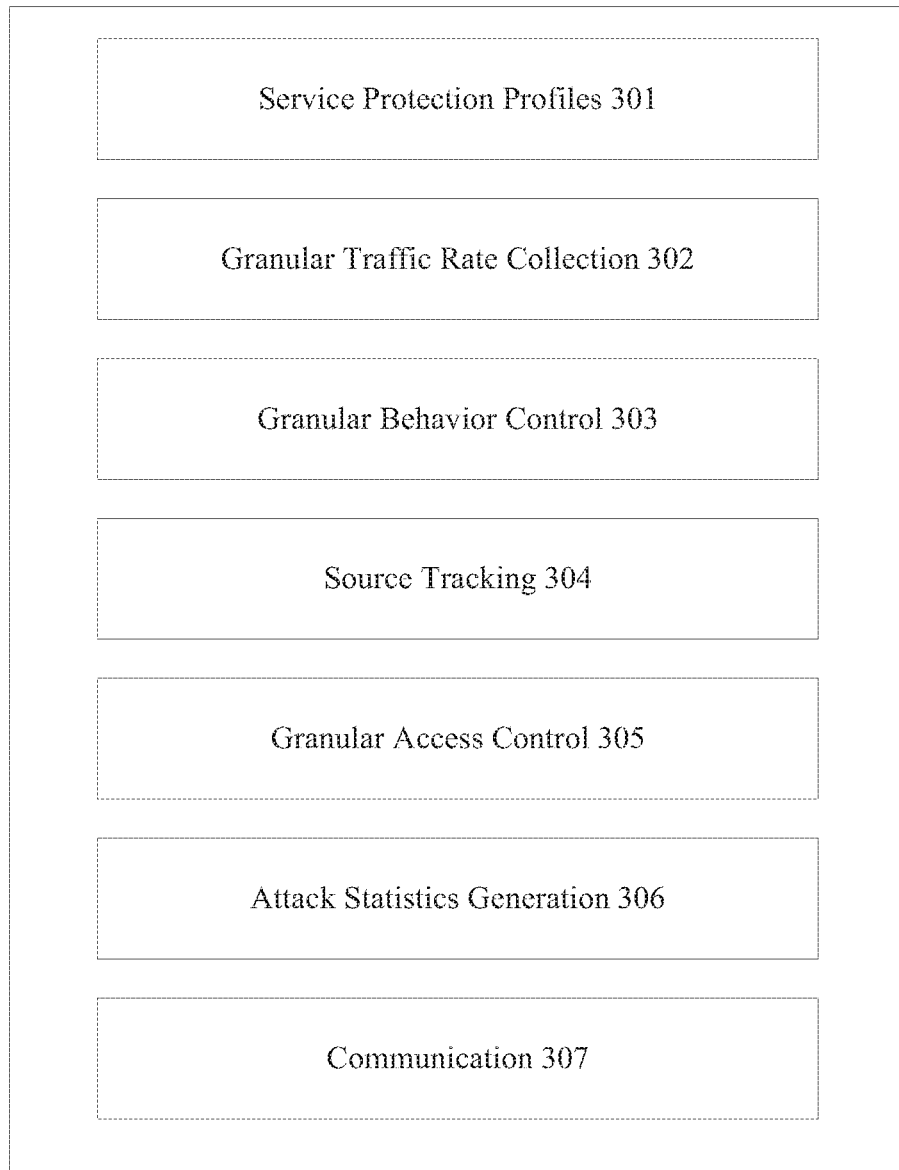 Service Protection Profiles 301
Granular Traffic Rate Collection 302
Granular Behavior Control 303
Source Tracking 304
Granular Access Control 305
Attack Statistics Generation 306
Communication 307